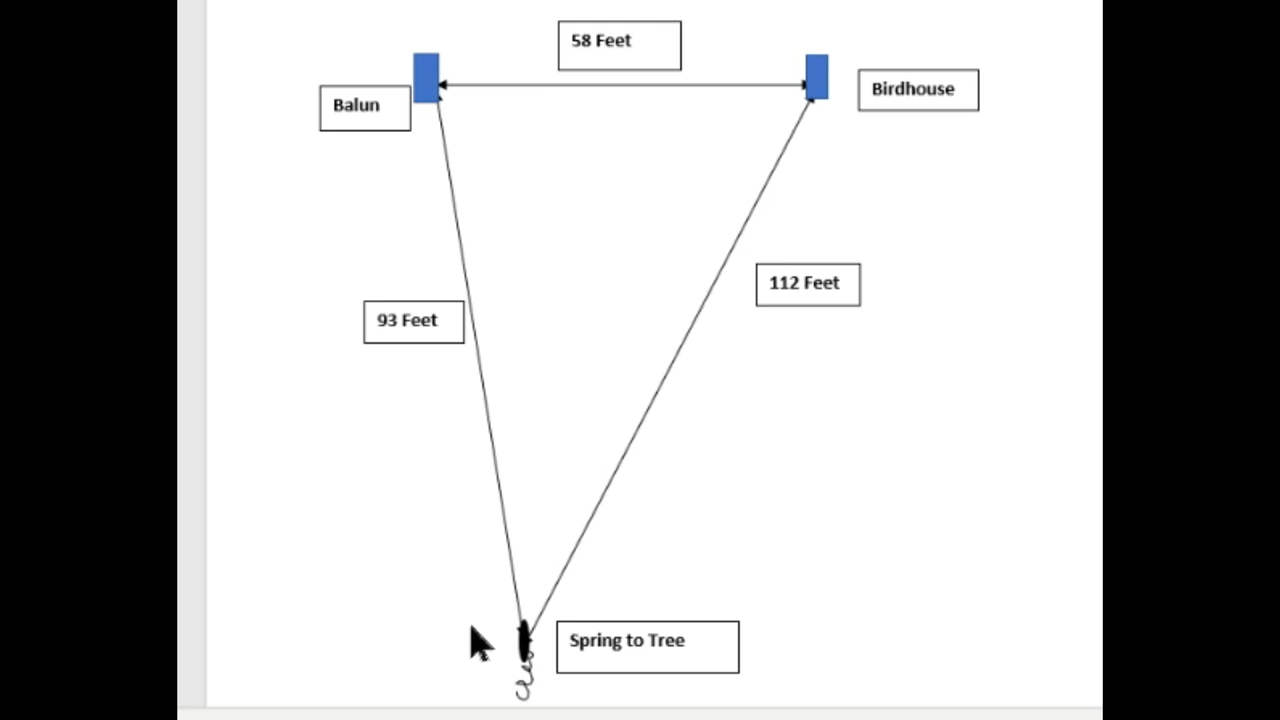 58 Feet
Balun
Birdhouse
112 Feet
93 Feet
Spring to Tree